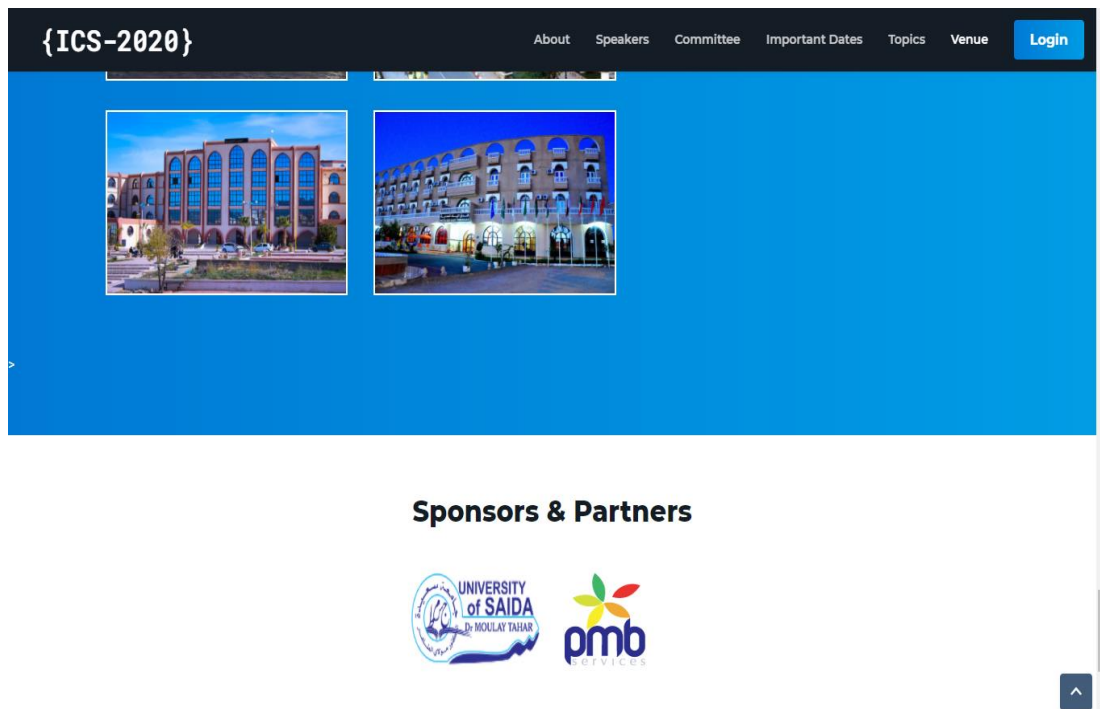 {ICS-2020}
About Speakers Committee Important Dates Topics Venue Login
>
Sponsors & Partners
UNIVERSITY
of SAIDA
Dr MOULAY TAHAR
pmb
services